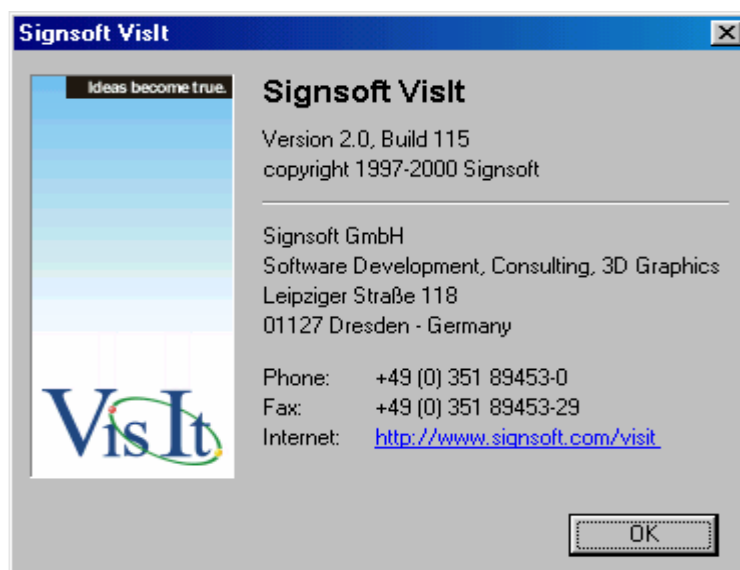 Signsoft VisIt
Ideas become true.
VisIt
Signsoft VisIt
Version 2.0, Build 115
copyright 1997-2000 Signsoft
Signsoft GmbH
Software Development, Consulting, 3D Graphics
Leipziger Straße 118
01127 Dresden - Germany
Phone: +49 (0) 351 89453-0
Fax: +49 (0) 351 89453-29
Internet: http://www.signsoft.com/visit
OK